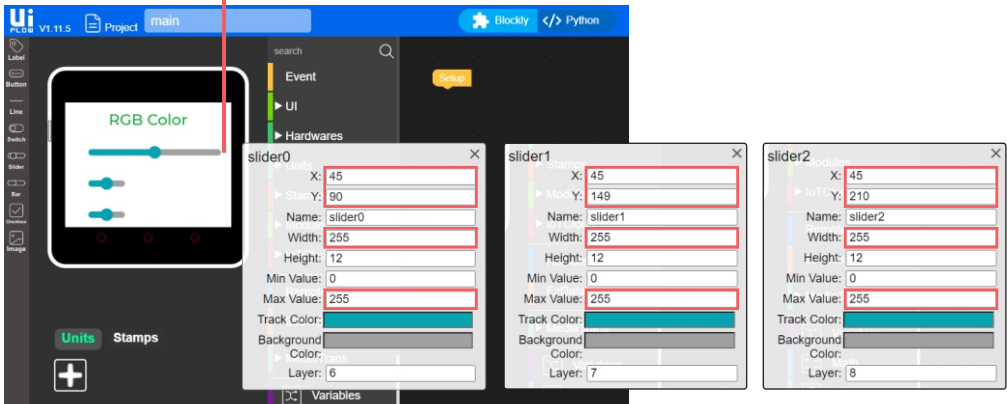 Ui
FLOW V1.11.5 Project main
Blockly </> Python
Label
Button
Line
Switch
Slider
Bar
Checkbox
Image
RGB Color
Units Stamps
search
Event
UI
Hardwares
Variables
Setup
slider0 ×
X: 45
Y: 90
Name: slider0
Width: 255
Height: 12
Min Value: 0
Max Value: 255
Track Color:
Background
Color:
Layer: 6
slider1 ×
X: 45
Y: 149
Name: slider1
Width: 255
Height: 12
Min Value: 0
Max Value: 255
Track Color:
Background
Color:
Layer: 7
slider2 ×
X: 45
Y: 210
Name: slider2
Width: 255
Height: 12
Min Value: 0
Max Value: 255
Track Color:
Background
Color:
Layer: 8